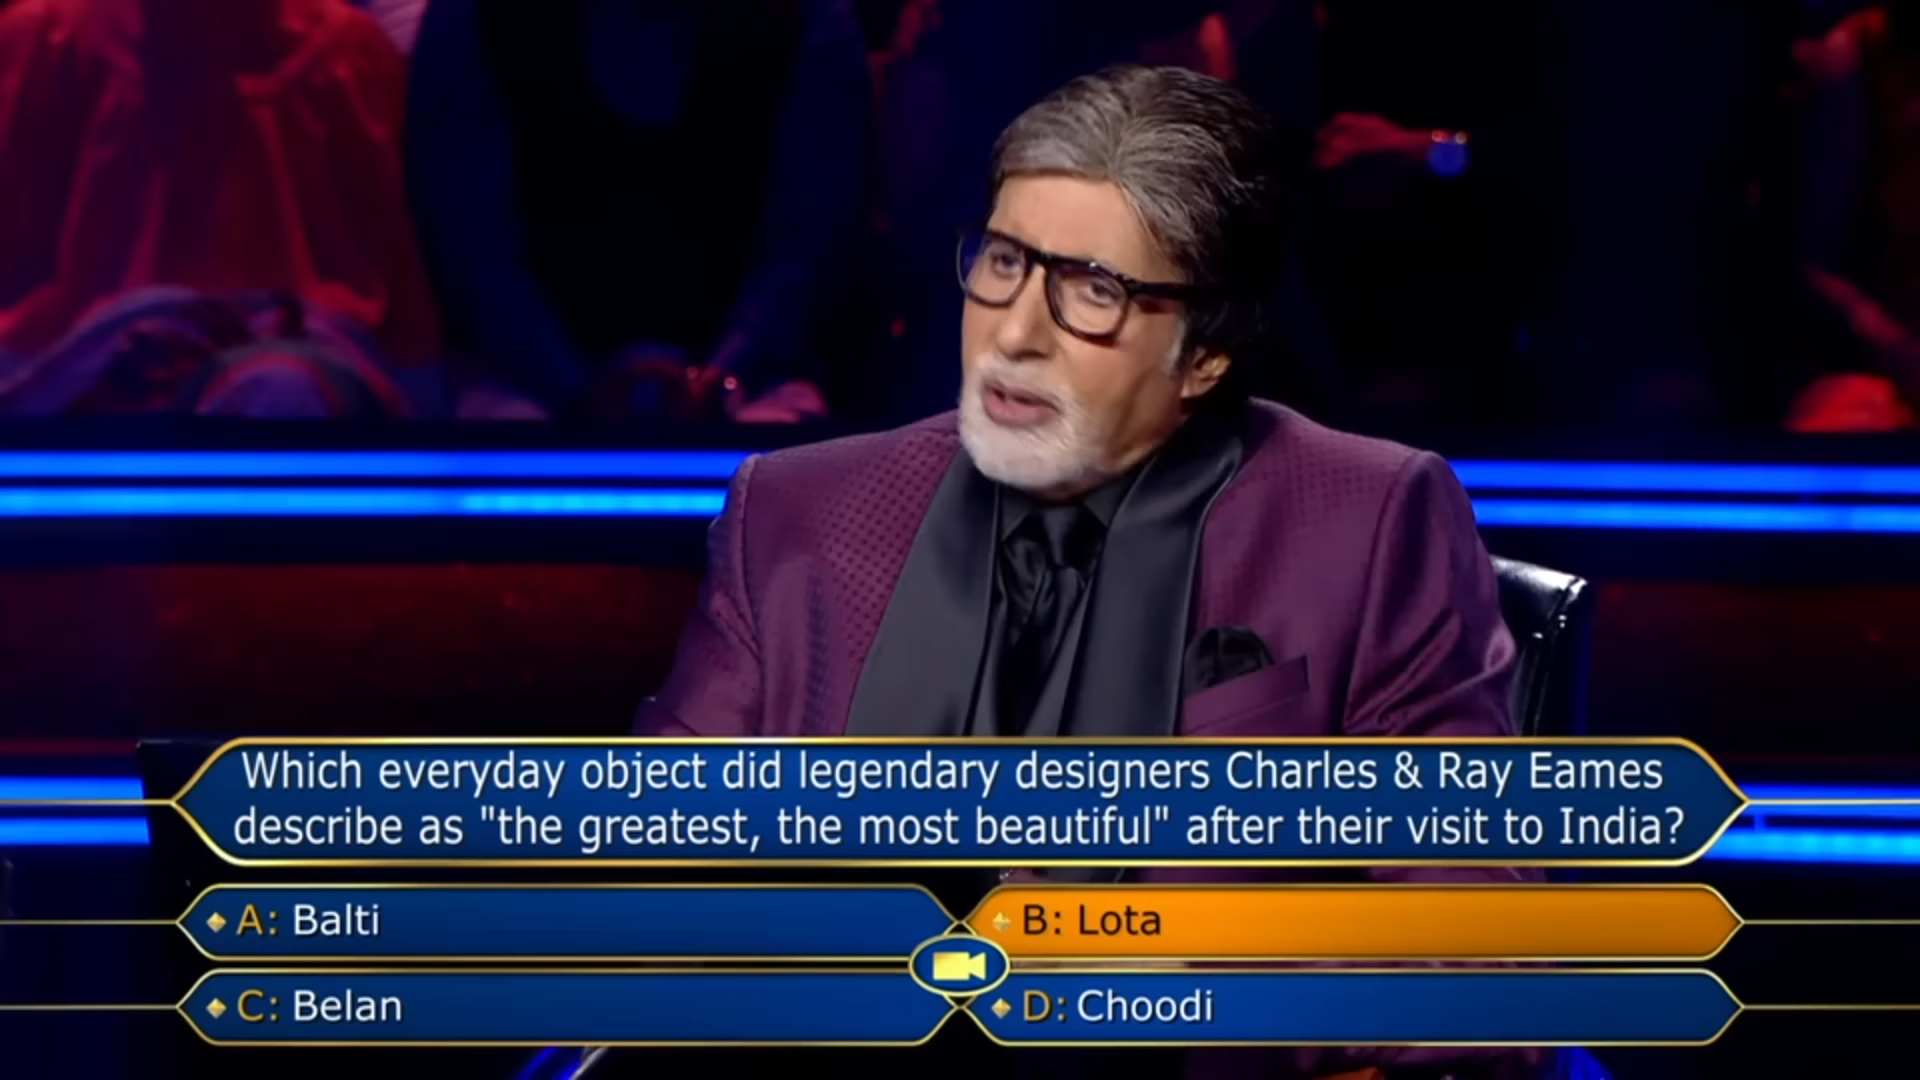 Which everyday object did legendary designers Charles & Ray Eames
describe as "the greatest, the most beautiful" after their visit to India?
A: Balti
B: Lota
C: Belan
D: Choodi